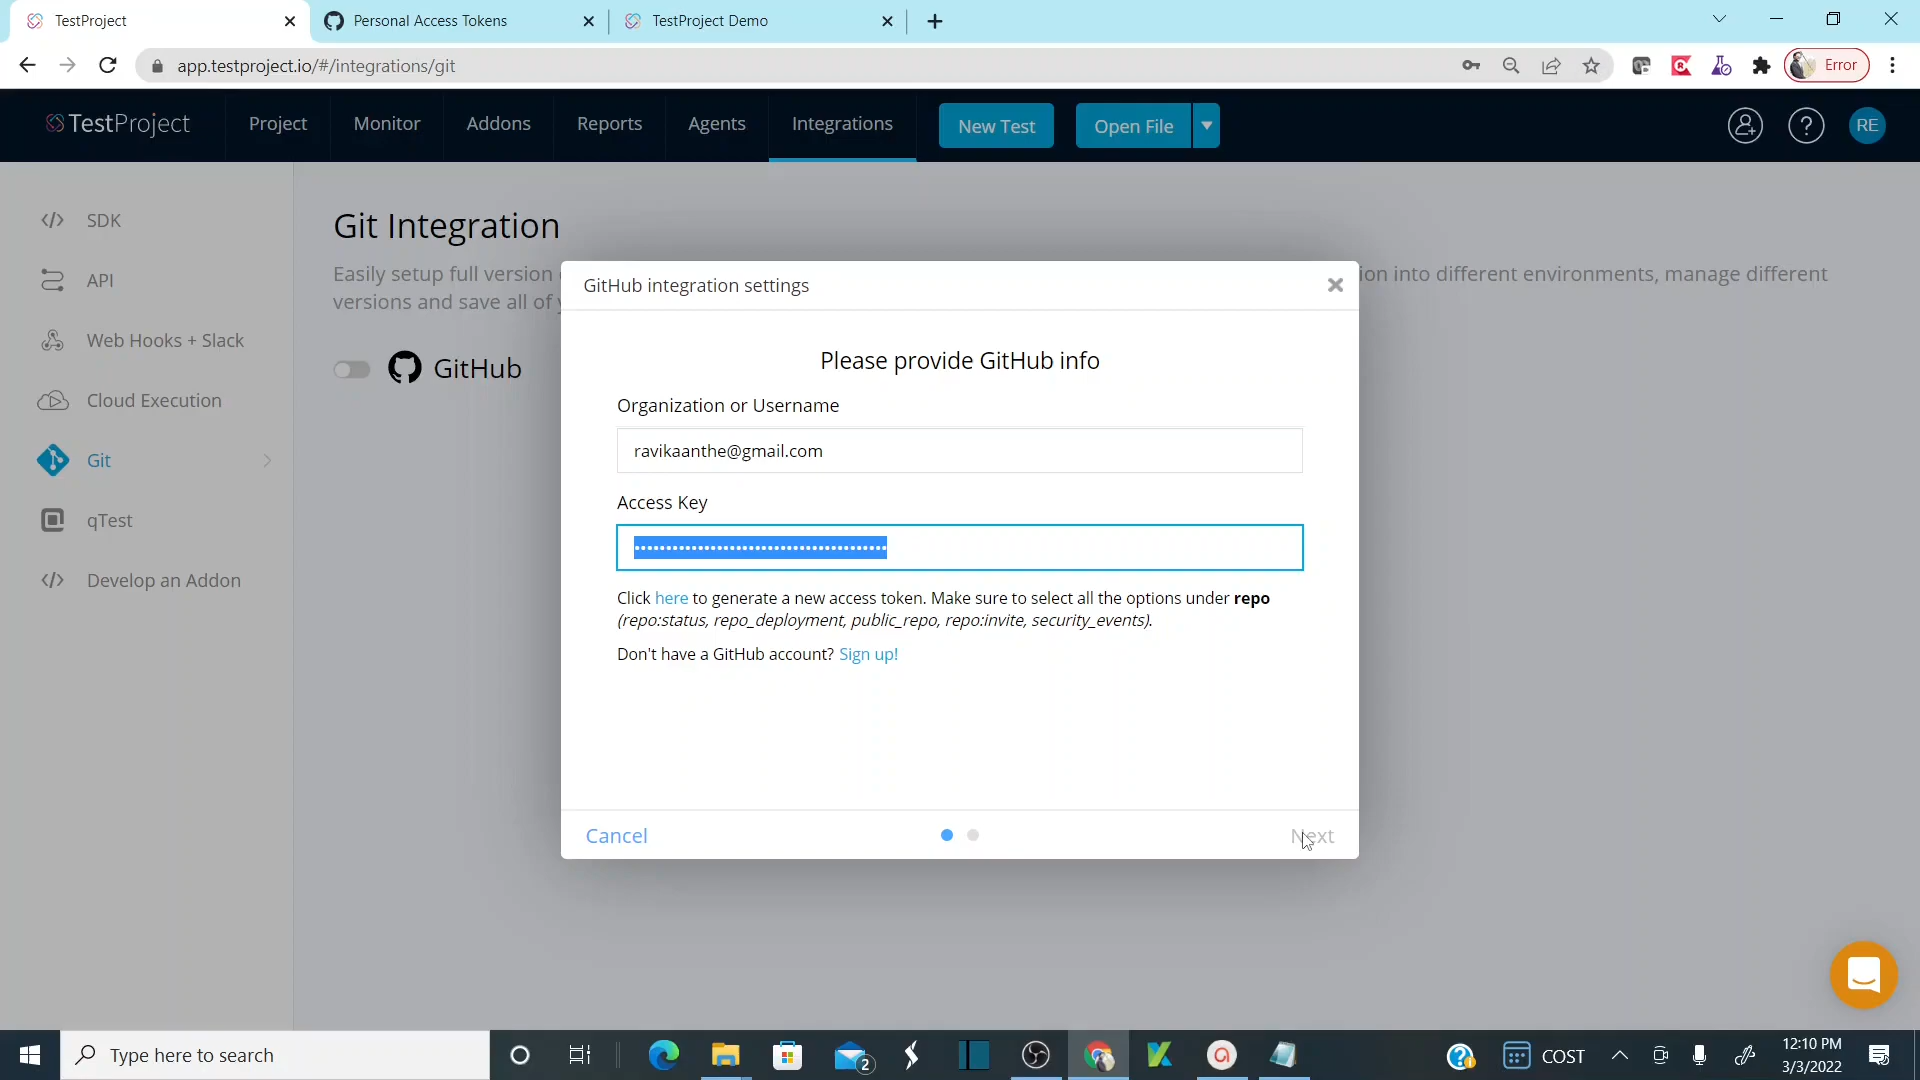 TestProject
Personal Access Tokens
TestProject Demo
app.testproject.io/#/integrations/git
Error
TestProject
Project
Monitor
Addons
Reports
Agents
Integrations
New Test
Open File
RE
SDK
API
Web Hooks + Slack
Cloud Execution
Git
qTest
Develop an Addon
Git Integration
Easily setup full version
ion into different environments, manage different
versions and save all of
GitHub
GitHub integration settings
Please provide GitHub info
Organization or Username
ravikaanthe@gmail.com
Access Key
Click here to generate a new access token. Make sure to select all the options under repo
(repo:status, repo_deployment, public_repo, repo:invite, security_events).
Don't have a GitHub account? Sign up!
Cancel
Next
Type here to search
2
COST
12:10 PM
3/3/2022